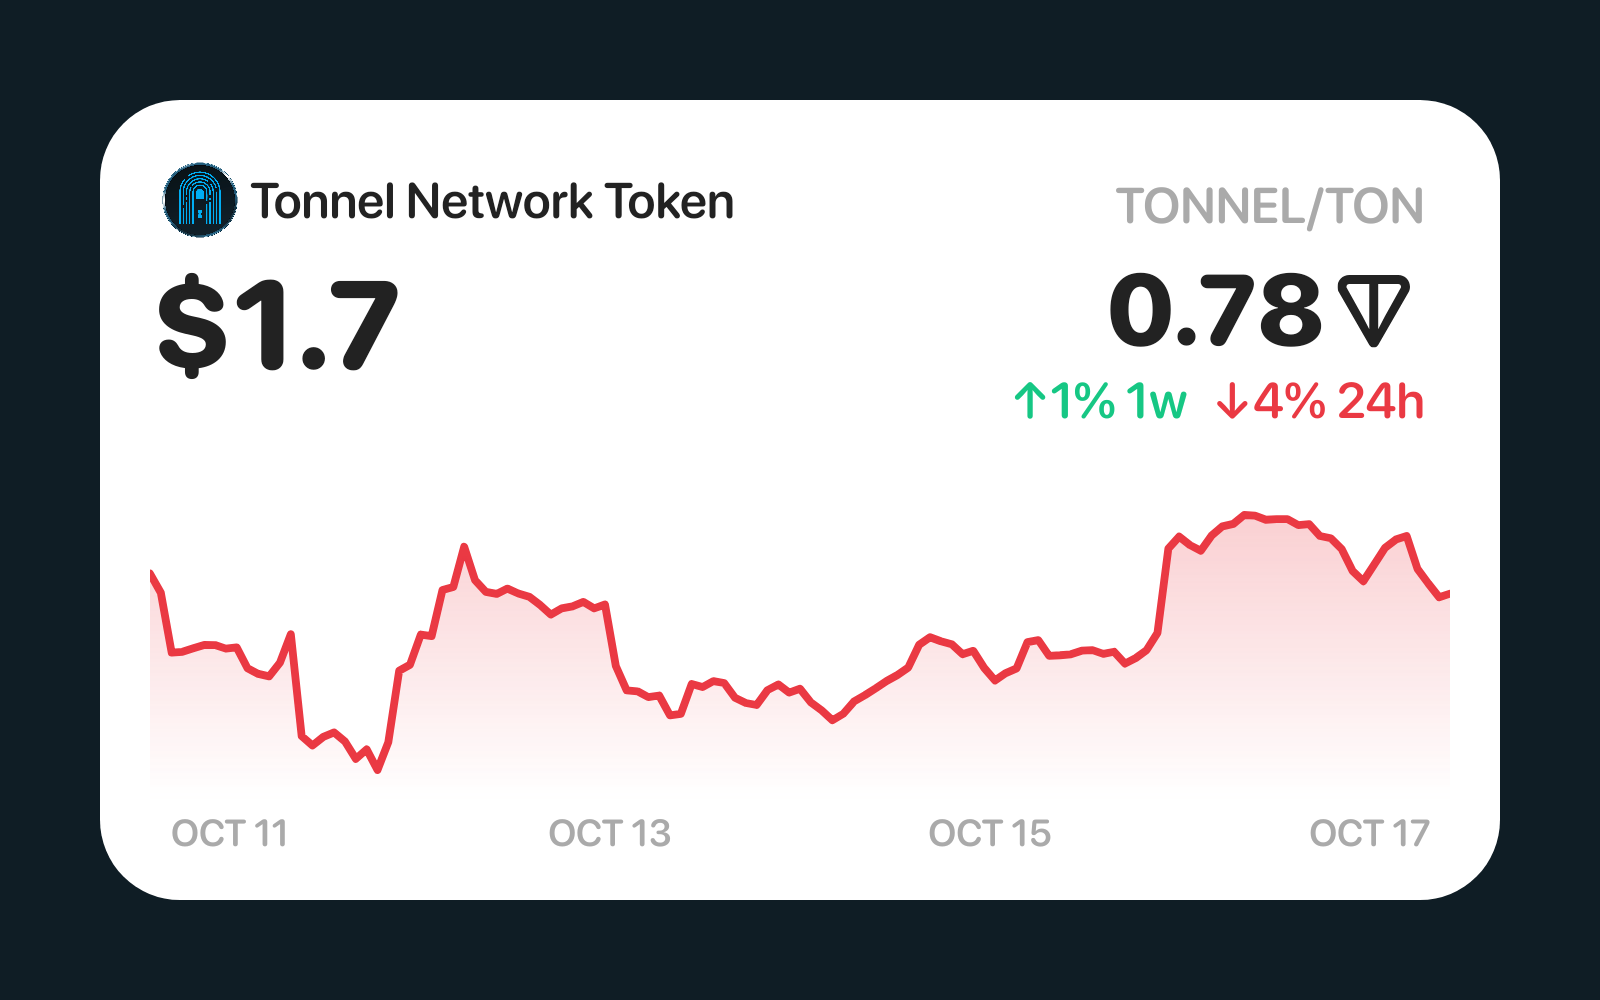 Tonnel Network Token
TONNEL/TON
$1.7
0.78
↑1% 1w ↓4% 24h
OCT 11 OCT 13 OCT 15 OCT 17